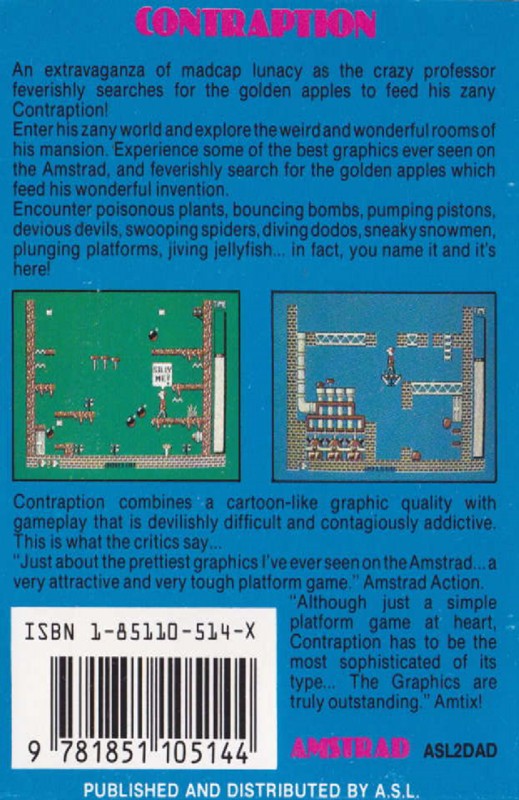 CONTRAPTION
An extravaganza of madcap lunacy as the crazy professor
feverishly searches for the golden apples to feed his zany
Contraption!
Enter his zany world and explore the weird and wonderful rooms of
his mansion. Experience some of the best graphics ever seen on
the Amstrad, and feverishly search for the golden apples which
feed his wonderful invention.
Encounter poisonous plants, bouncing bombs, pumping pistons,
devious devils, swooping spiders, diving dodos, sneaky snowmen,
plunging platforms, jiving jellyfish... in fact, you name it and it's
here!
SILLY
ME!
Contraption combines a cartoon-like graphic quality with
gameplay that is devilishly difficult and contagiously addictive.
This is what the critics say...
"Just about the prettiest graphics I've ever seen on the Amstrad... a
very attractive and very tough platform game." Amstrad Action.
"Although just a simple
platform game at heart,
Contraption has to be the
most sophisticated of its
type... The Graphics are
truly outstanding." Amtix!
ISBN 1-85110-514-X
9 781851 105144
AMSTRAD ASL2DAD
PUBLISHED AND DISTRIBUTED BY A.S.L.